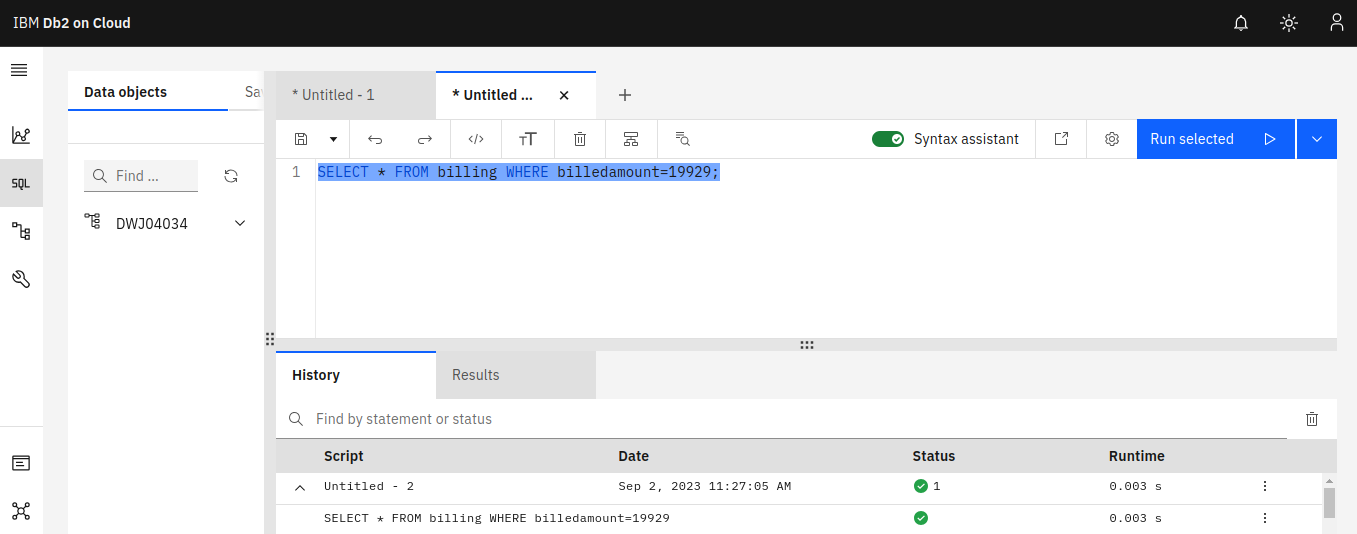 IBM Db2 on Cloud
Data objects
* Untitled - 1
* Untitled ...
Syntax assistant
Run selected
SQL
Find ...
1 SELECT * FROM billing WHERE billedamount=19929;
DWJ04034
History
Results
Find by statement or status
Script Date Status Runtime
Untitled - 2 Sep 2, 2023 11:27:05 AM 1 0.003 s
SELECT * FROM billing WHERE billedamount=19929 0.003 s